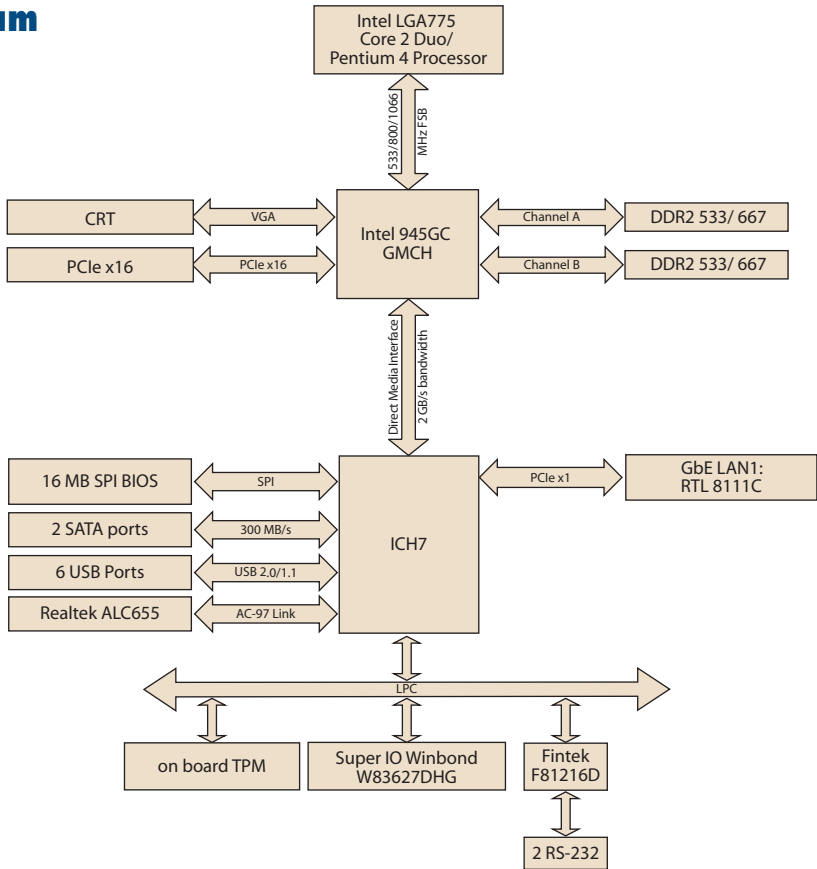 um
Intel LGA775
Core 2 Duo/
Pentium 4 Processor
533/800/1066
MHz FSB
CRT
VGA
PCIe x16
PCIe x16
Intel 945GC
GMCH
Channel A
DDR2 533/ 667
Channel B
DDR2 533/ 667
Direct Media Interface
2 GB/s bandwidth
16 MB SPI BIOS
SPI
2 SATA ports
300 MB/s
6 USB Ports
USB 2.0/1.1
Realtek ALC655
AC-97 Link
ICH7
PCIe x1
GbE LAN1:
RTL 8111C
LPC
on board TPM
Super IO Winbond
W83627DHG
Fintek
F81216D
2 RS-232